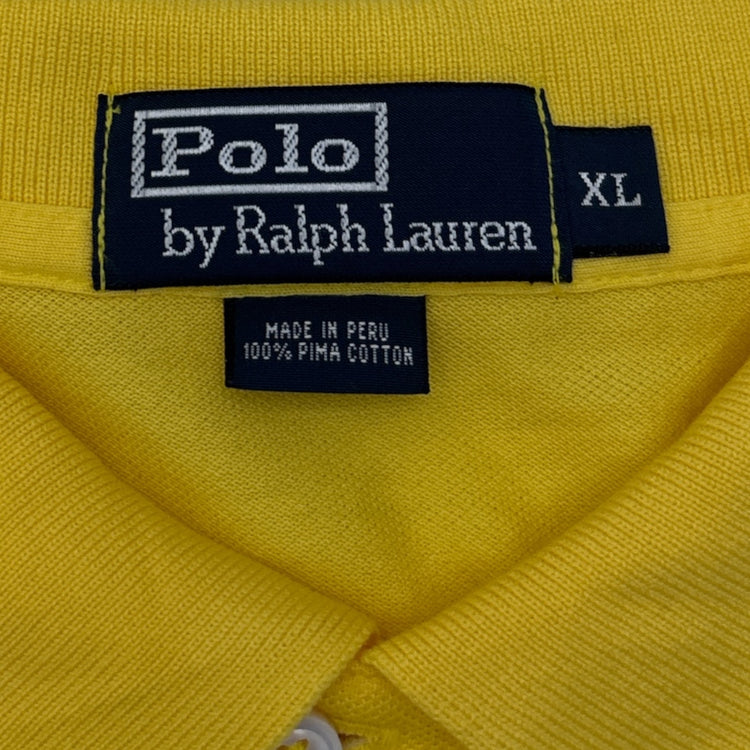 Polo
by Ralph Lauren
XL
MADE IN PERU
100% PIMA COTTON